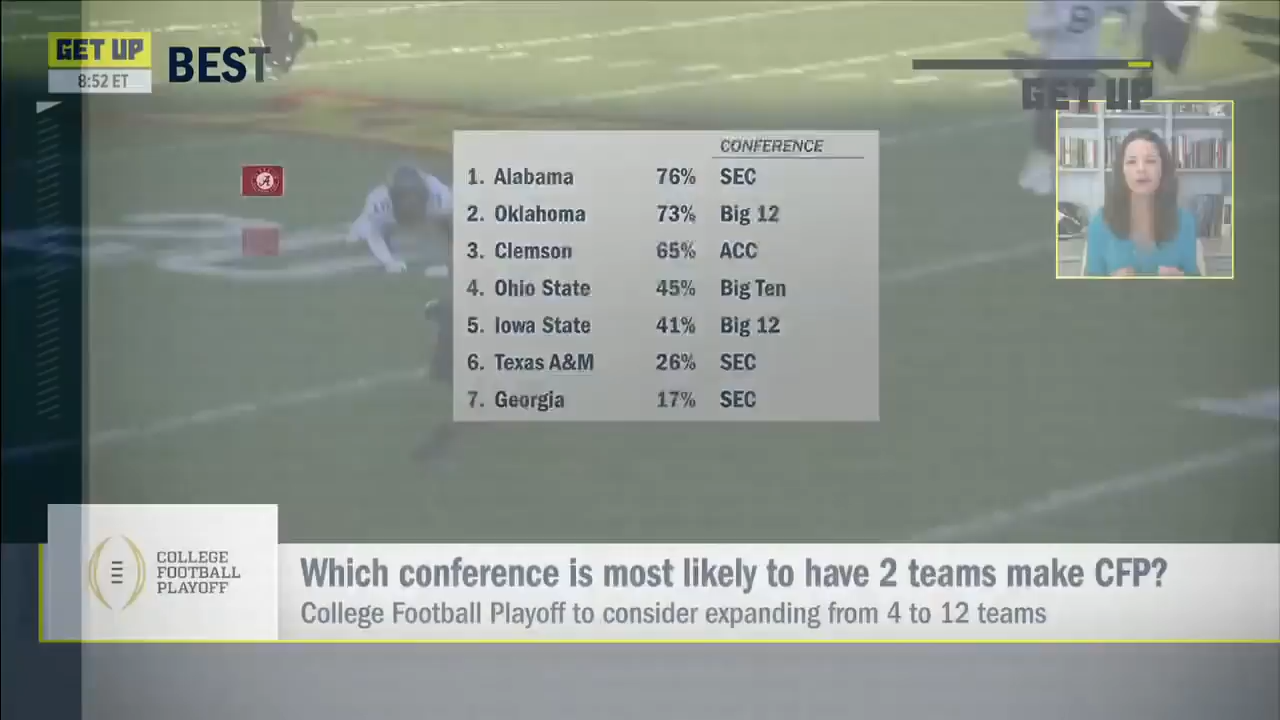 GET UP
8:52 ET
BEST
GET UP
CONFERENCE
1. Alabama 76% SEC
2. Oklahoma 73% Big 12
3. Clemson 65% ACC
4. Ohio State 45% Big Ten
5. Iowa State 41% Big 12
6. Texas A&M 26% SEC
7. Georgia 17% SEC
COLLEGE
FOOTBALL
PLAYOFF
Which conference is most likely to have 2 teams make CFP?
College Football Playoff to consider expanding from 4 to 12 teams